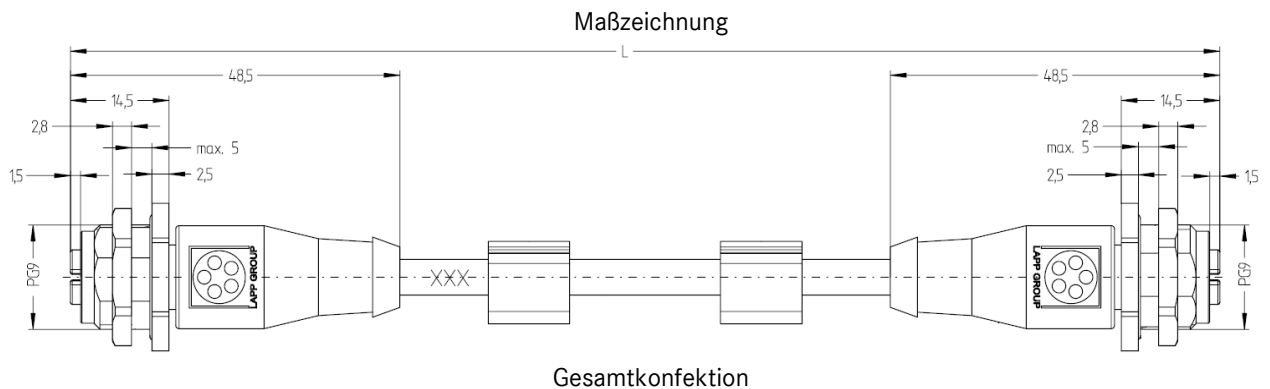 Maßzeichnung
L
48,5 48,5
14,5 14,5
2,8 2,8
max. 5 max. 5
1,5 2,5 2,5 1,5
PG9 LAPP GROUP XXX LAPP GROUP PG9
Gesamtkonfektion